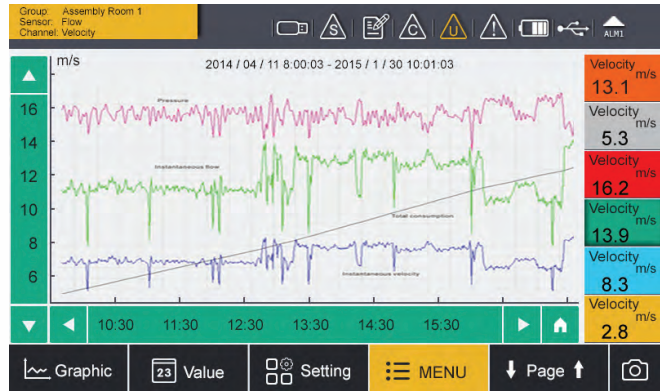 Group: Assembly Room 1
Sensor: Flow
Channel: Velocity
S
C
U
ALM1
m/s
2014 / 04 / 11 8:00:03 - 2015 / 1 / 30 10:01:03
16
14
12
10
8
6
Pressure
Instantaneous flow
Total consumption
Instantaneous velocity
10:30 11:30 12:30 13:30 14:30 15:30
Velocity m/s
13.1
Velocity m/s
5.3
Velocity m/s
16.2
Velocity m/s
13.9
Velocity m/s
8.3
Velocity m/s
2.8
Graphic 23 Value Setting MENU Page